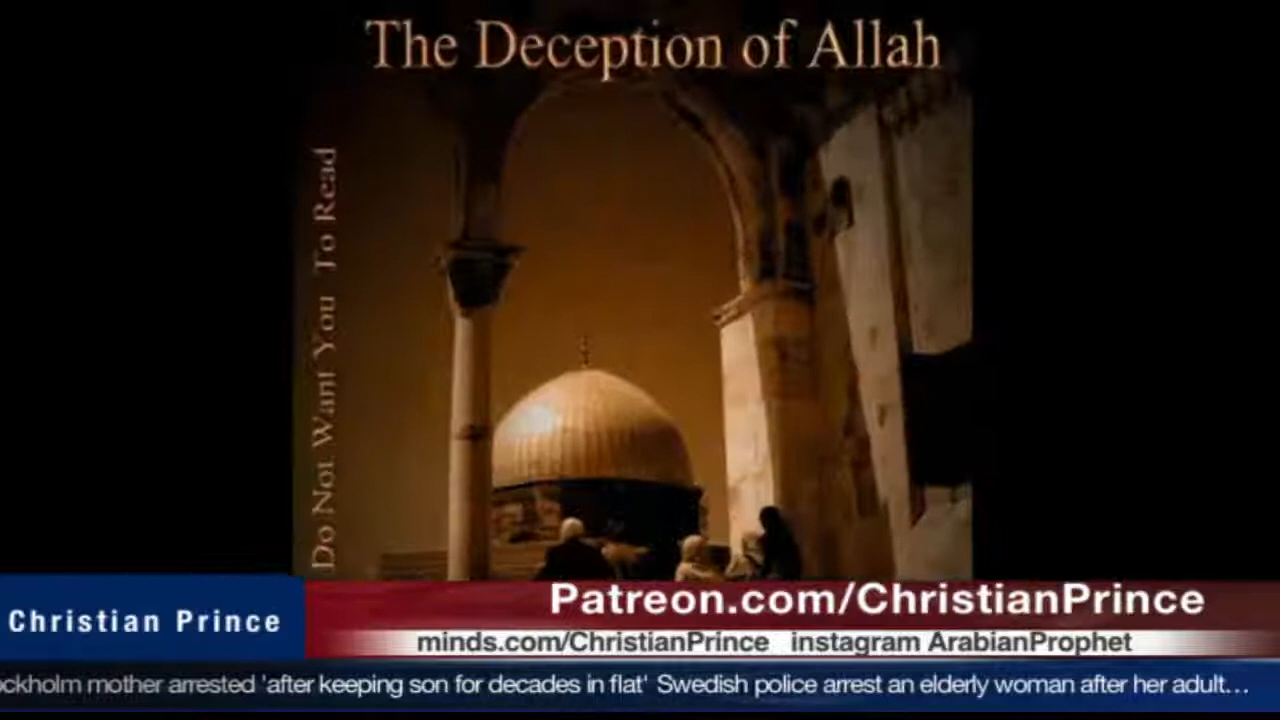 The Deception of Allah
Do Not Want You To Read
Patreon.com/ChristianPrince
Christian Prince
minds.com/ChristianPrince instagram ArabianProphet
ockholm mother arrested 'after keeping son for decades in flat' Swedish police arrest an elderly woman after her adult...